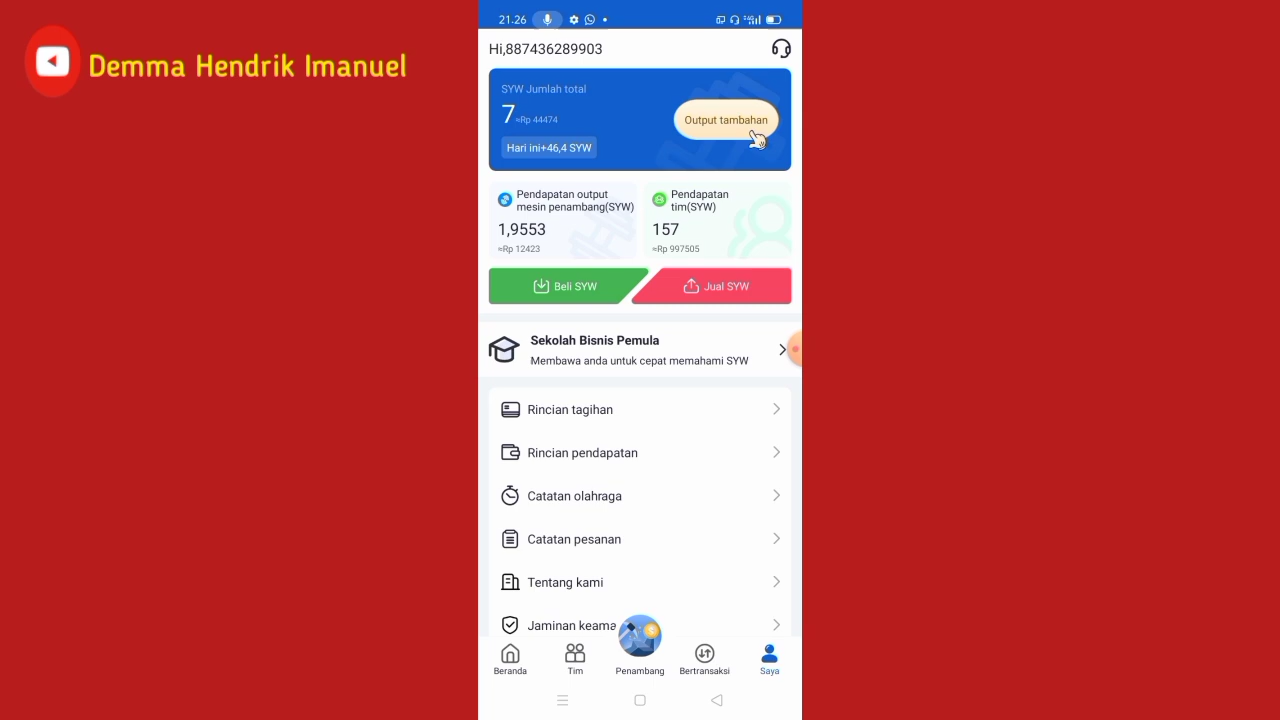 Demma Hendrik Imanuel
21.26
Hi,887436289903
SYW Jumlah total
7 ≈Rp 44474
Output tambahan
Hari ini+46,4 SYW
Pendapatan output
mesin penambang(SYW)
1,9553
≈Rp 12423
Pendapatan
tim(SYW)
157
≈Rp 997505
Beli SYW
Jual SYW
Sekolah Bisnis Pemula
Membawa anda untuk cepat memahami SYW
Rincian tagihan
Rincian pendapatan
Catatan olahraga
Catatan pesanan
Tentang kami
Jaminan keama
Beranda
Tim
Penambang
Bertransaksi
Saya